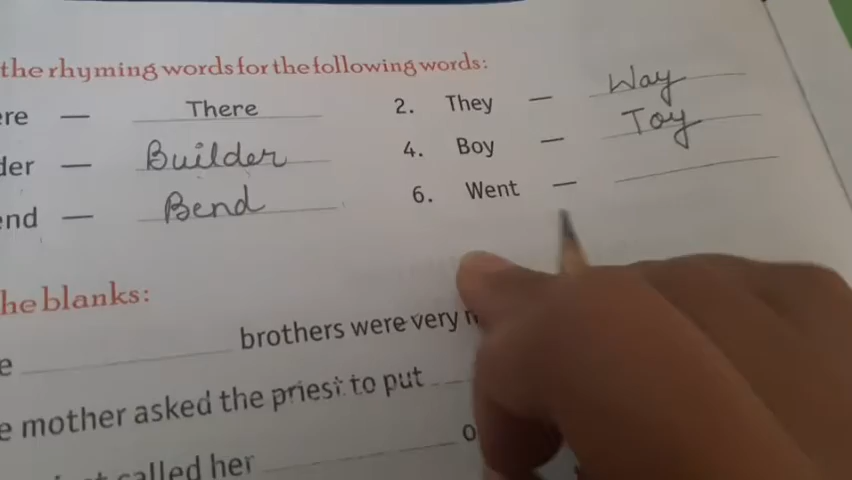 the rhyming words for the following words:
ere — There 2. They — Way
der — Builder 4. Boy — Toy
end — Bend 6. Went —
he blanks:
e brothers were very
e mother asked the priest to put
called her